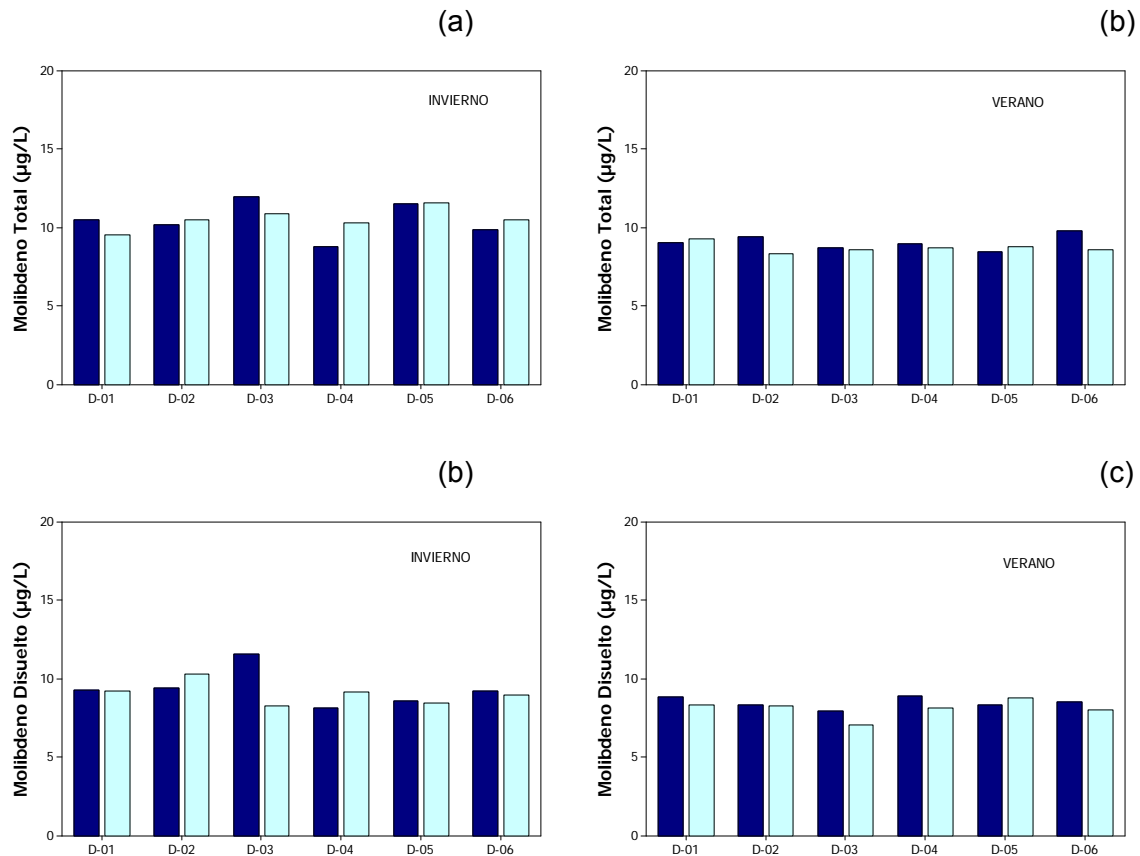 (a)
INVIERNO
Molibdeno Total (µg/L)
20
15
10
5
0
D-01 D-02 D-03 D-04 D-05 D-06
(b)
VERANO
Molibdeno Total (µg/L)
20
15
10
5
0
D-01 D-02 D-03 D-04 D-05 D-06
(b)
INVIERNO
Molibdeno Disuelto (µg/L)
20
15
10
5
0
D-01 D-02 D-03 D-04 D-05 D-06
(c)
VERANO
Molibdeno Disuelto (µg/L)
20
15
10
5
0
D-01 D-02 D-03 D-04 D-05 D-06